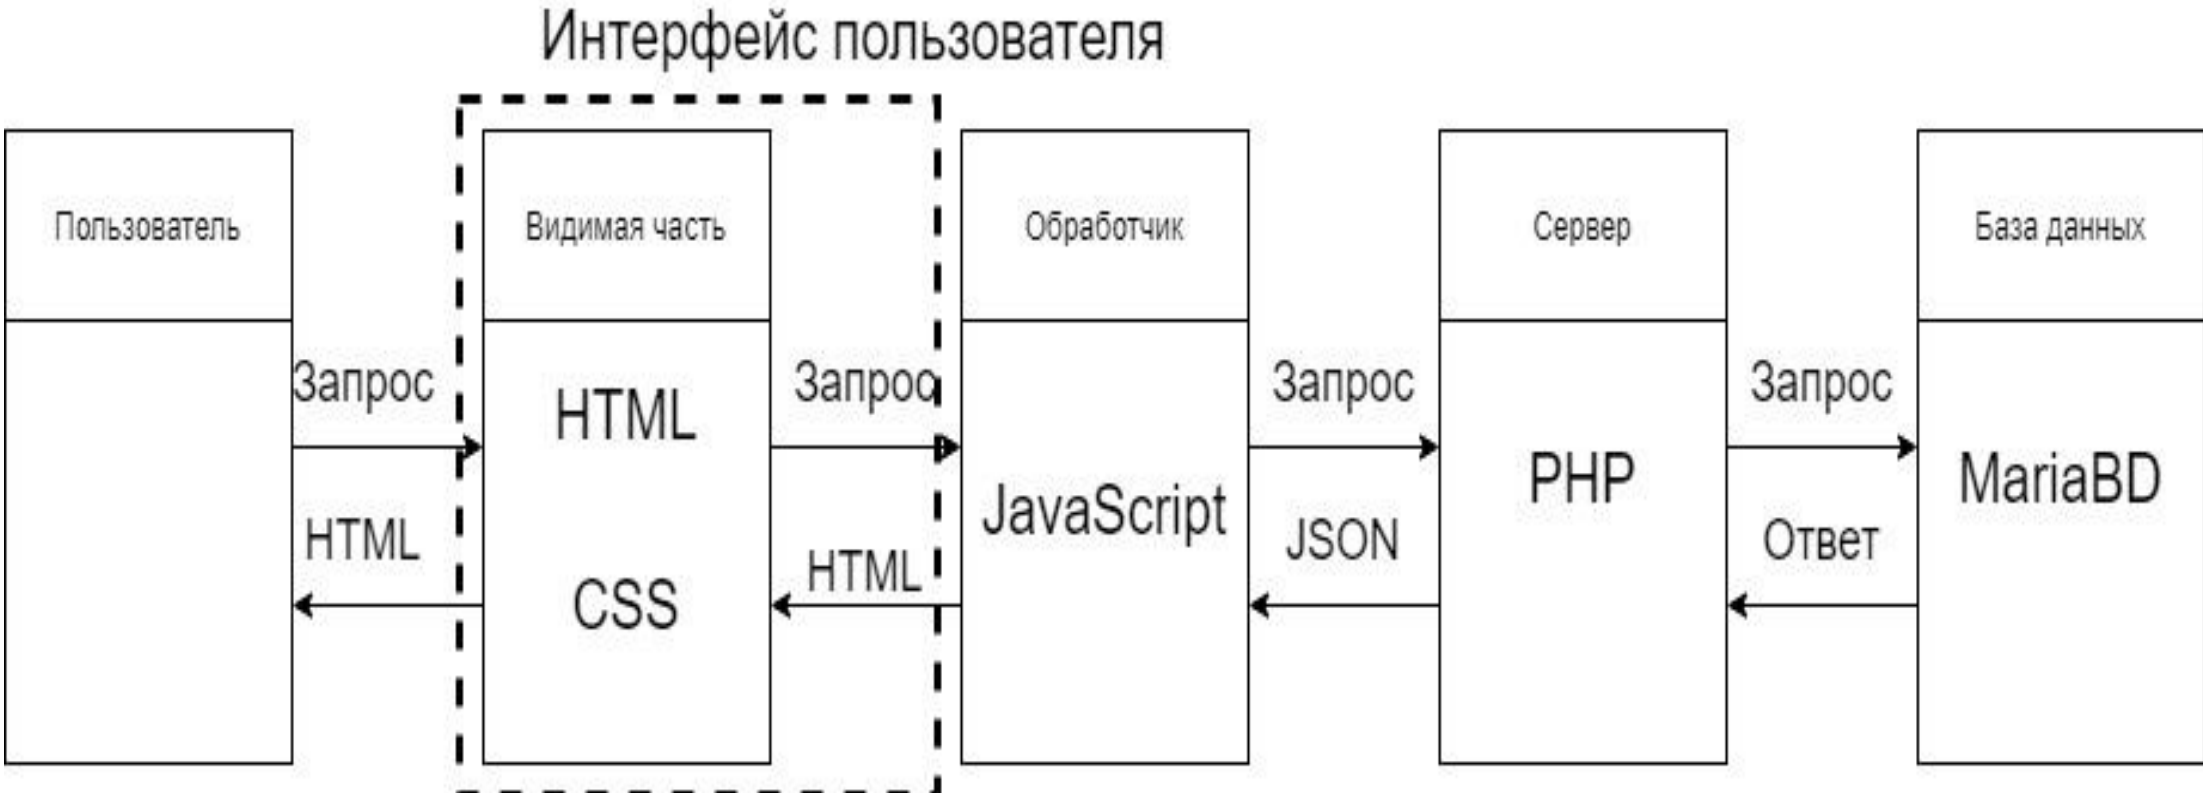 Интерфейс пользователя
Пользователь
Видимая часть
Обработчик
Сервер
База данных
Запрос
Запрос
Запрос
Запрос
HTML
CSS
JavaScript
PHP
MariaBD
HTML
HTML
JSON
Ответ